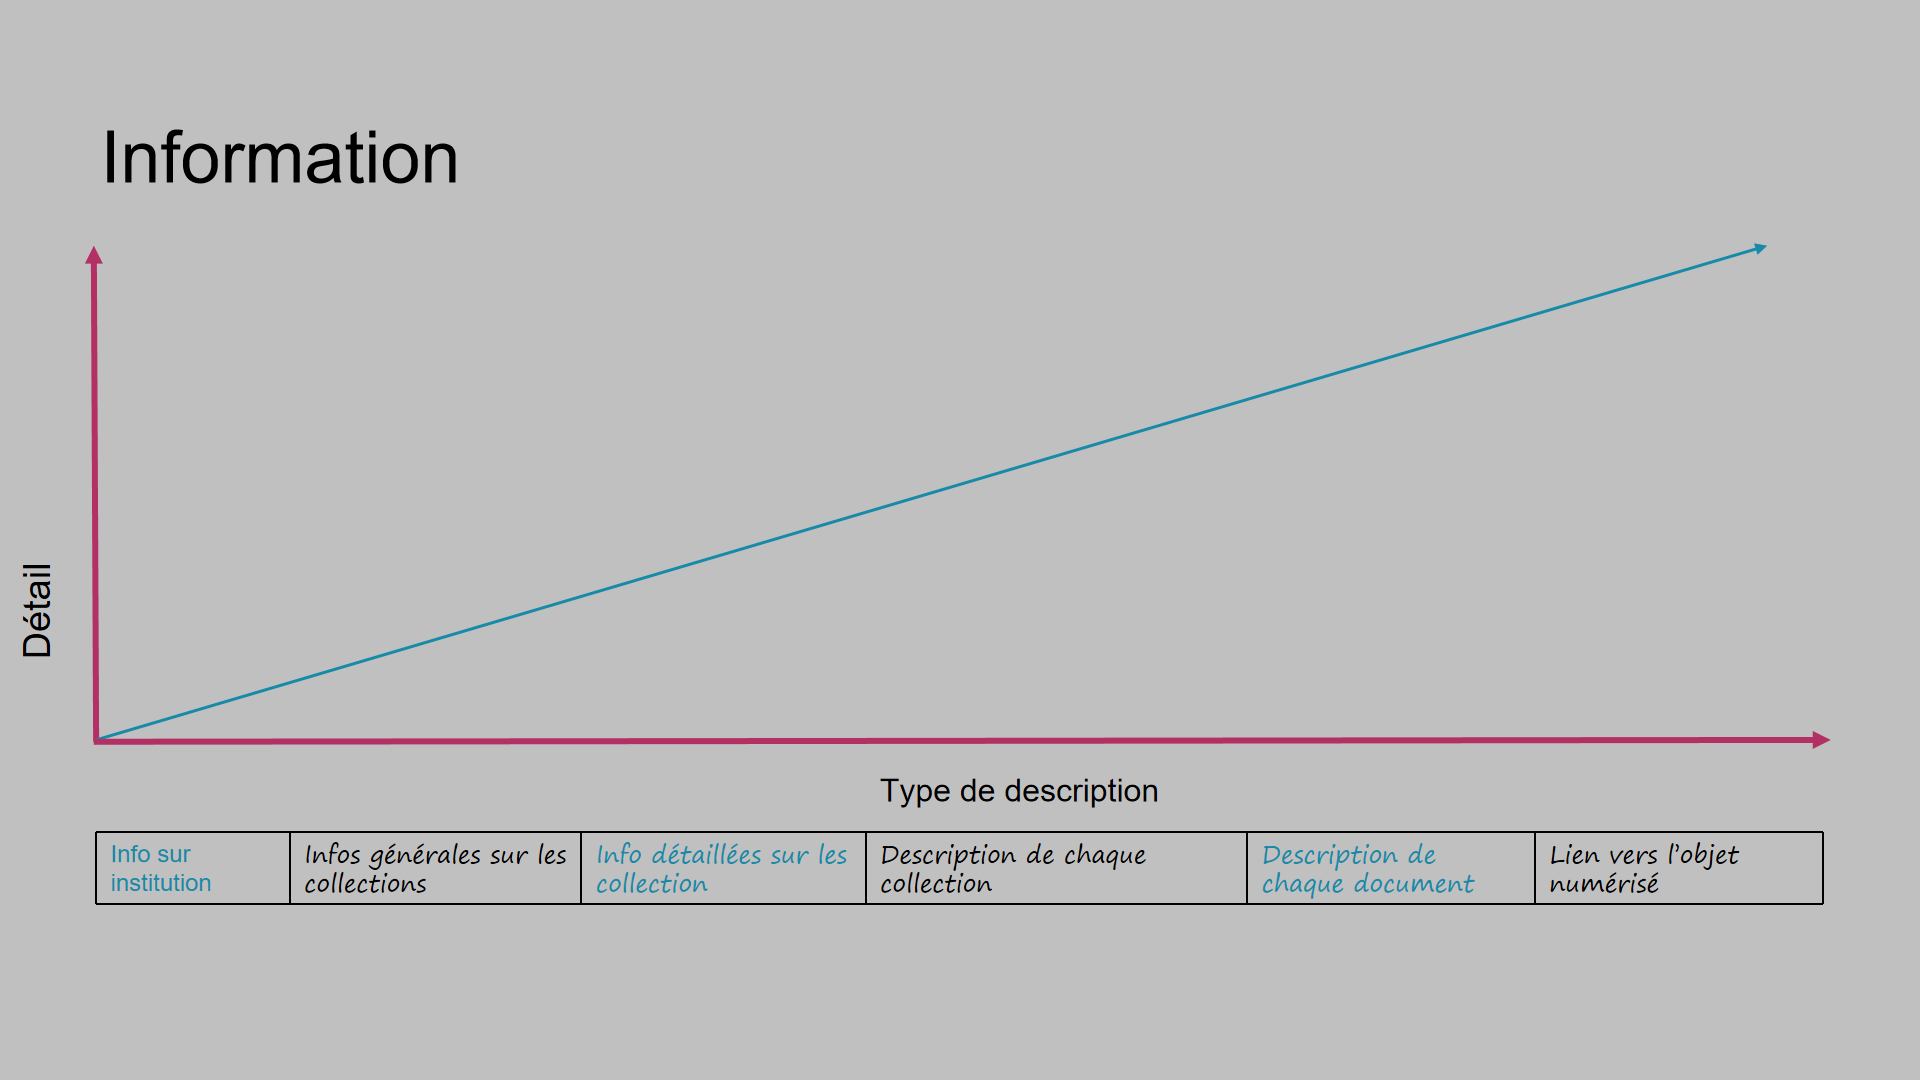 Information
Détail
Type de description
Info sur
institution
Infos générales sur les
collections
Info détaillées sur les
collection
Description de chaque
collection
Description de
chaque document
Lien vers l’objet
numérisé